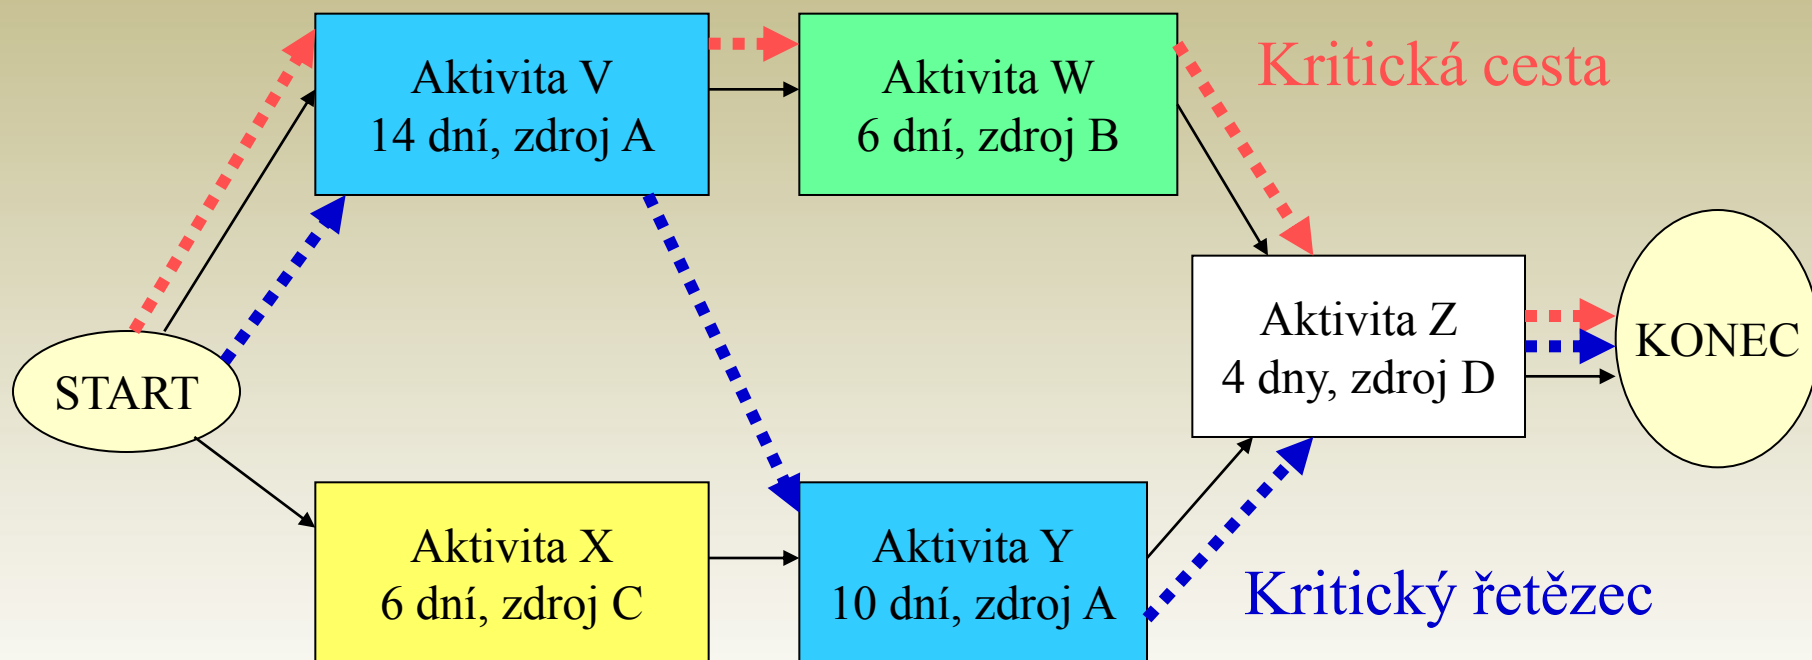 Aktivita V
14 dní, zdroj A
Aktivita W
6 dní, zdroj B
Kritická cesta
START
Aktivita Z
4 dny, zdroj D
KONEC
Aktivita X
6 dní, zdroj C
Aktivita Y
10 dní, zdroj A
Kritický řetězec